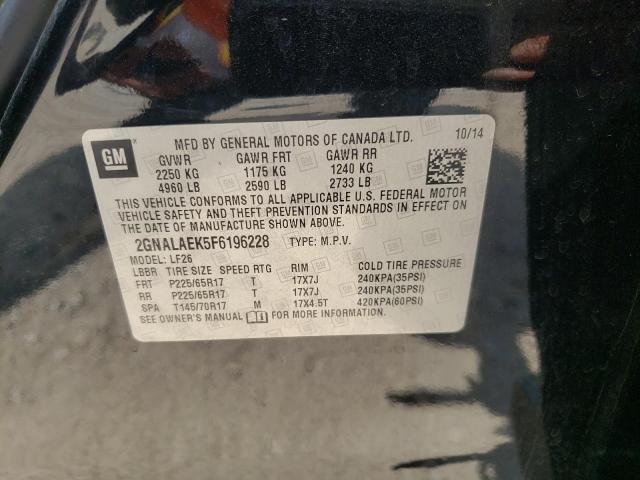 GM
MFD BY GENERAL MOTORS OF CANADA LTD. 10/14
GVWR GAWR FRT GAWR RR
2250 KG 1175 KG 1240 KG
4960 LB 2590 LB 2733 LB
THIS VEHICLE CONFORMS TO ALL APPLICABLE U.S. FEDERAL MOTOR
VEHICLE SAFETY AND THEFT PREVENTION STANDARDS IN EFFECT ON
THE DATE OF MANUFACTURE SHOWN ABOVE.
2GNALAEK5F6196228 TYPE: M.P.V.
MODEL: LF26
LBBR TIRE SIZE SPEED RTG RIM COLD TIRE PRESSURE
FRT P225/65R17 T 17X7J 240KPA(35PSI)
RR P225/65R17 T 17X7J 240KPA(35PSI)
SPA T145/70R17 M 17X4.5T 420KPA(60PSI)
SEE OWNER'S MANUAL FOR MORE INFORMATION.